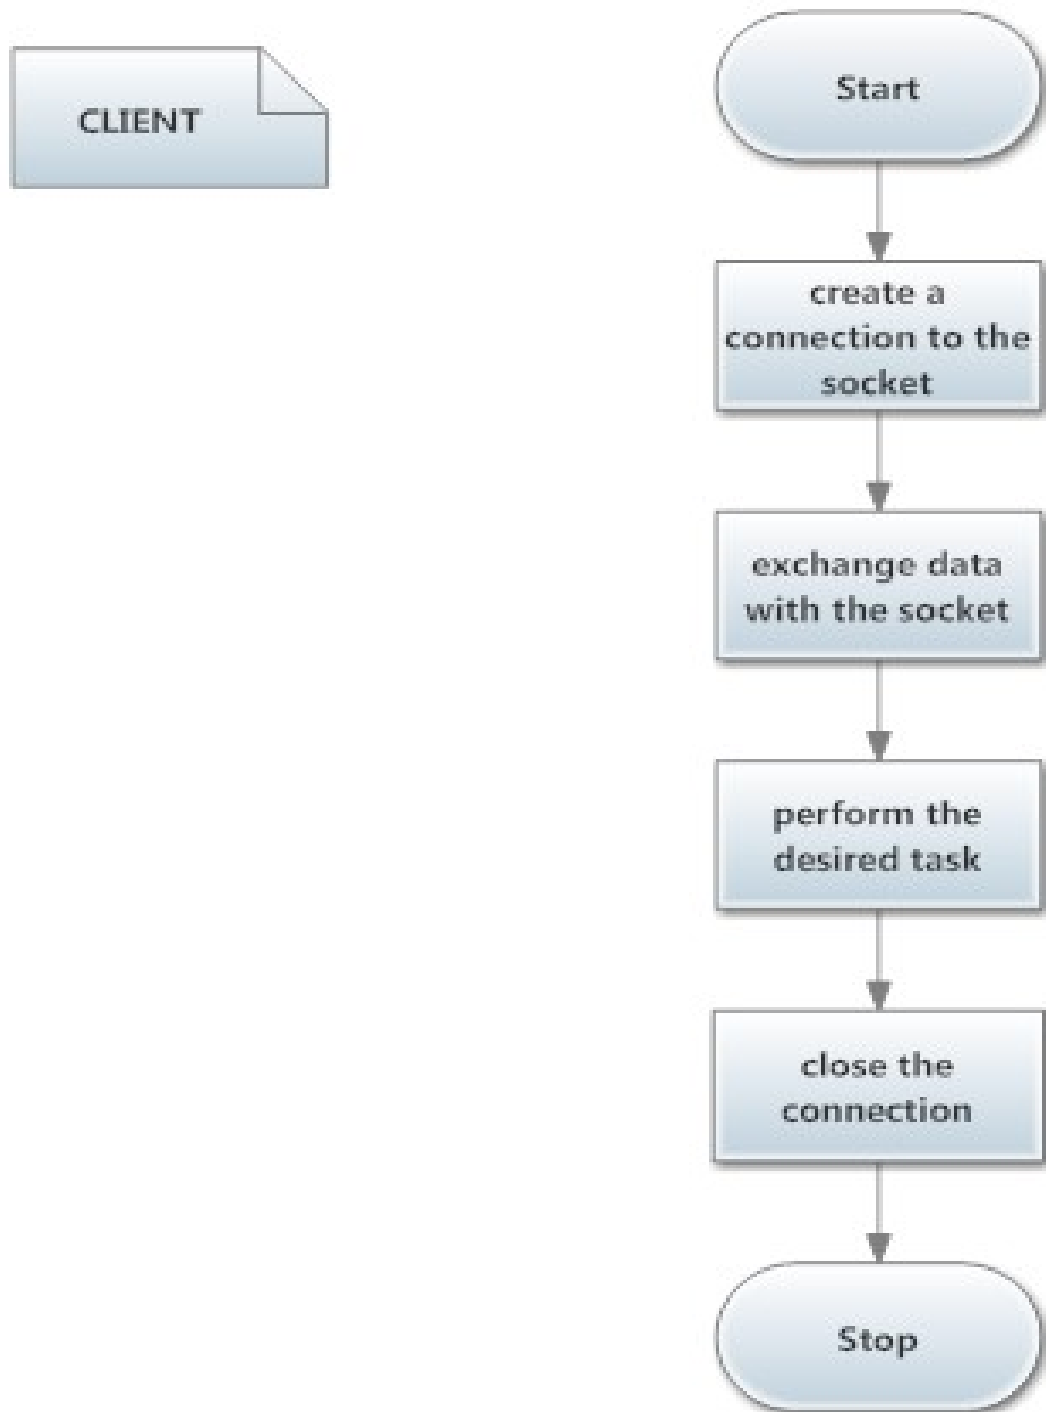 CLIENT
Start
create a
connection to the
socket
exchange data
with the socket
perform the
desired task
close the
connection
Stop